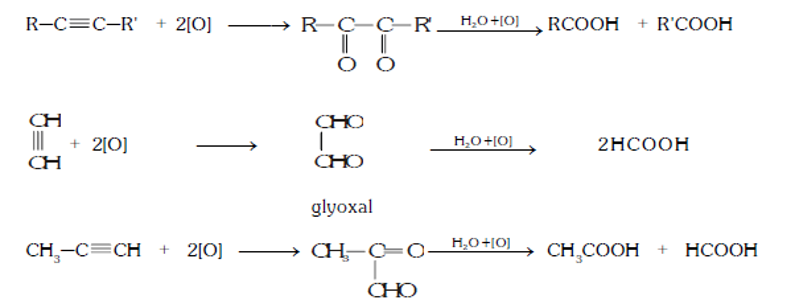 R–C≡C–R' + 2[O] ⟶ R–C–C–R' H₂O+[O] ⟶ RCOOH + R'COOH
|| ||
O O
CH CHO
||| + 2[O] ⟶ | H₂O+[O] ⟶ 2HCOOH
CH CHO
glyoxal
CH₃–C≡CH + 2[O] ⟶ CH₃–C=O H₂O+[O] ⟶ CH₃COOH + HCOOH
|
CHO